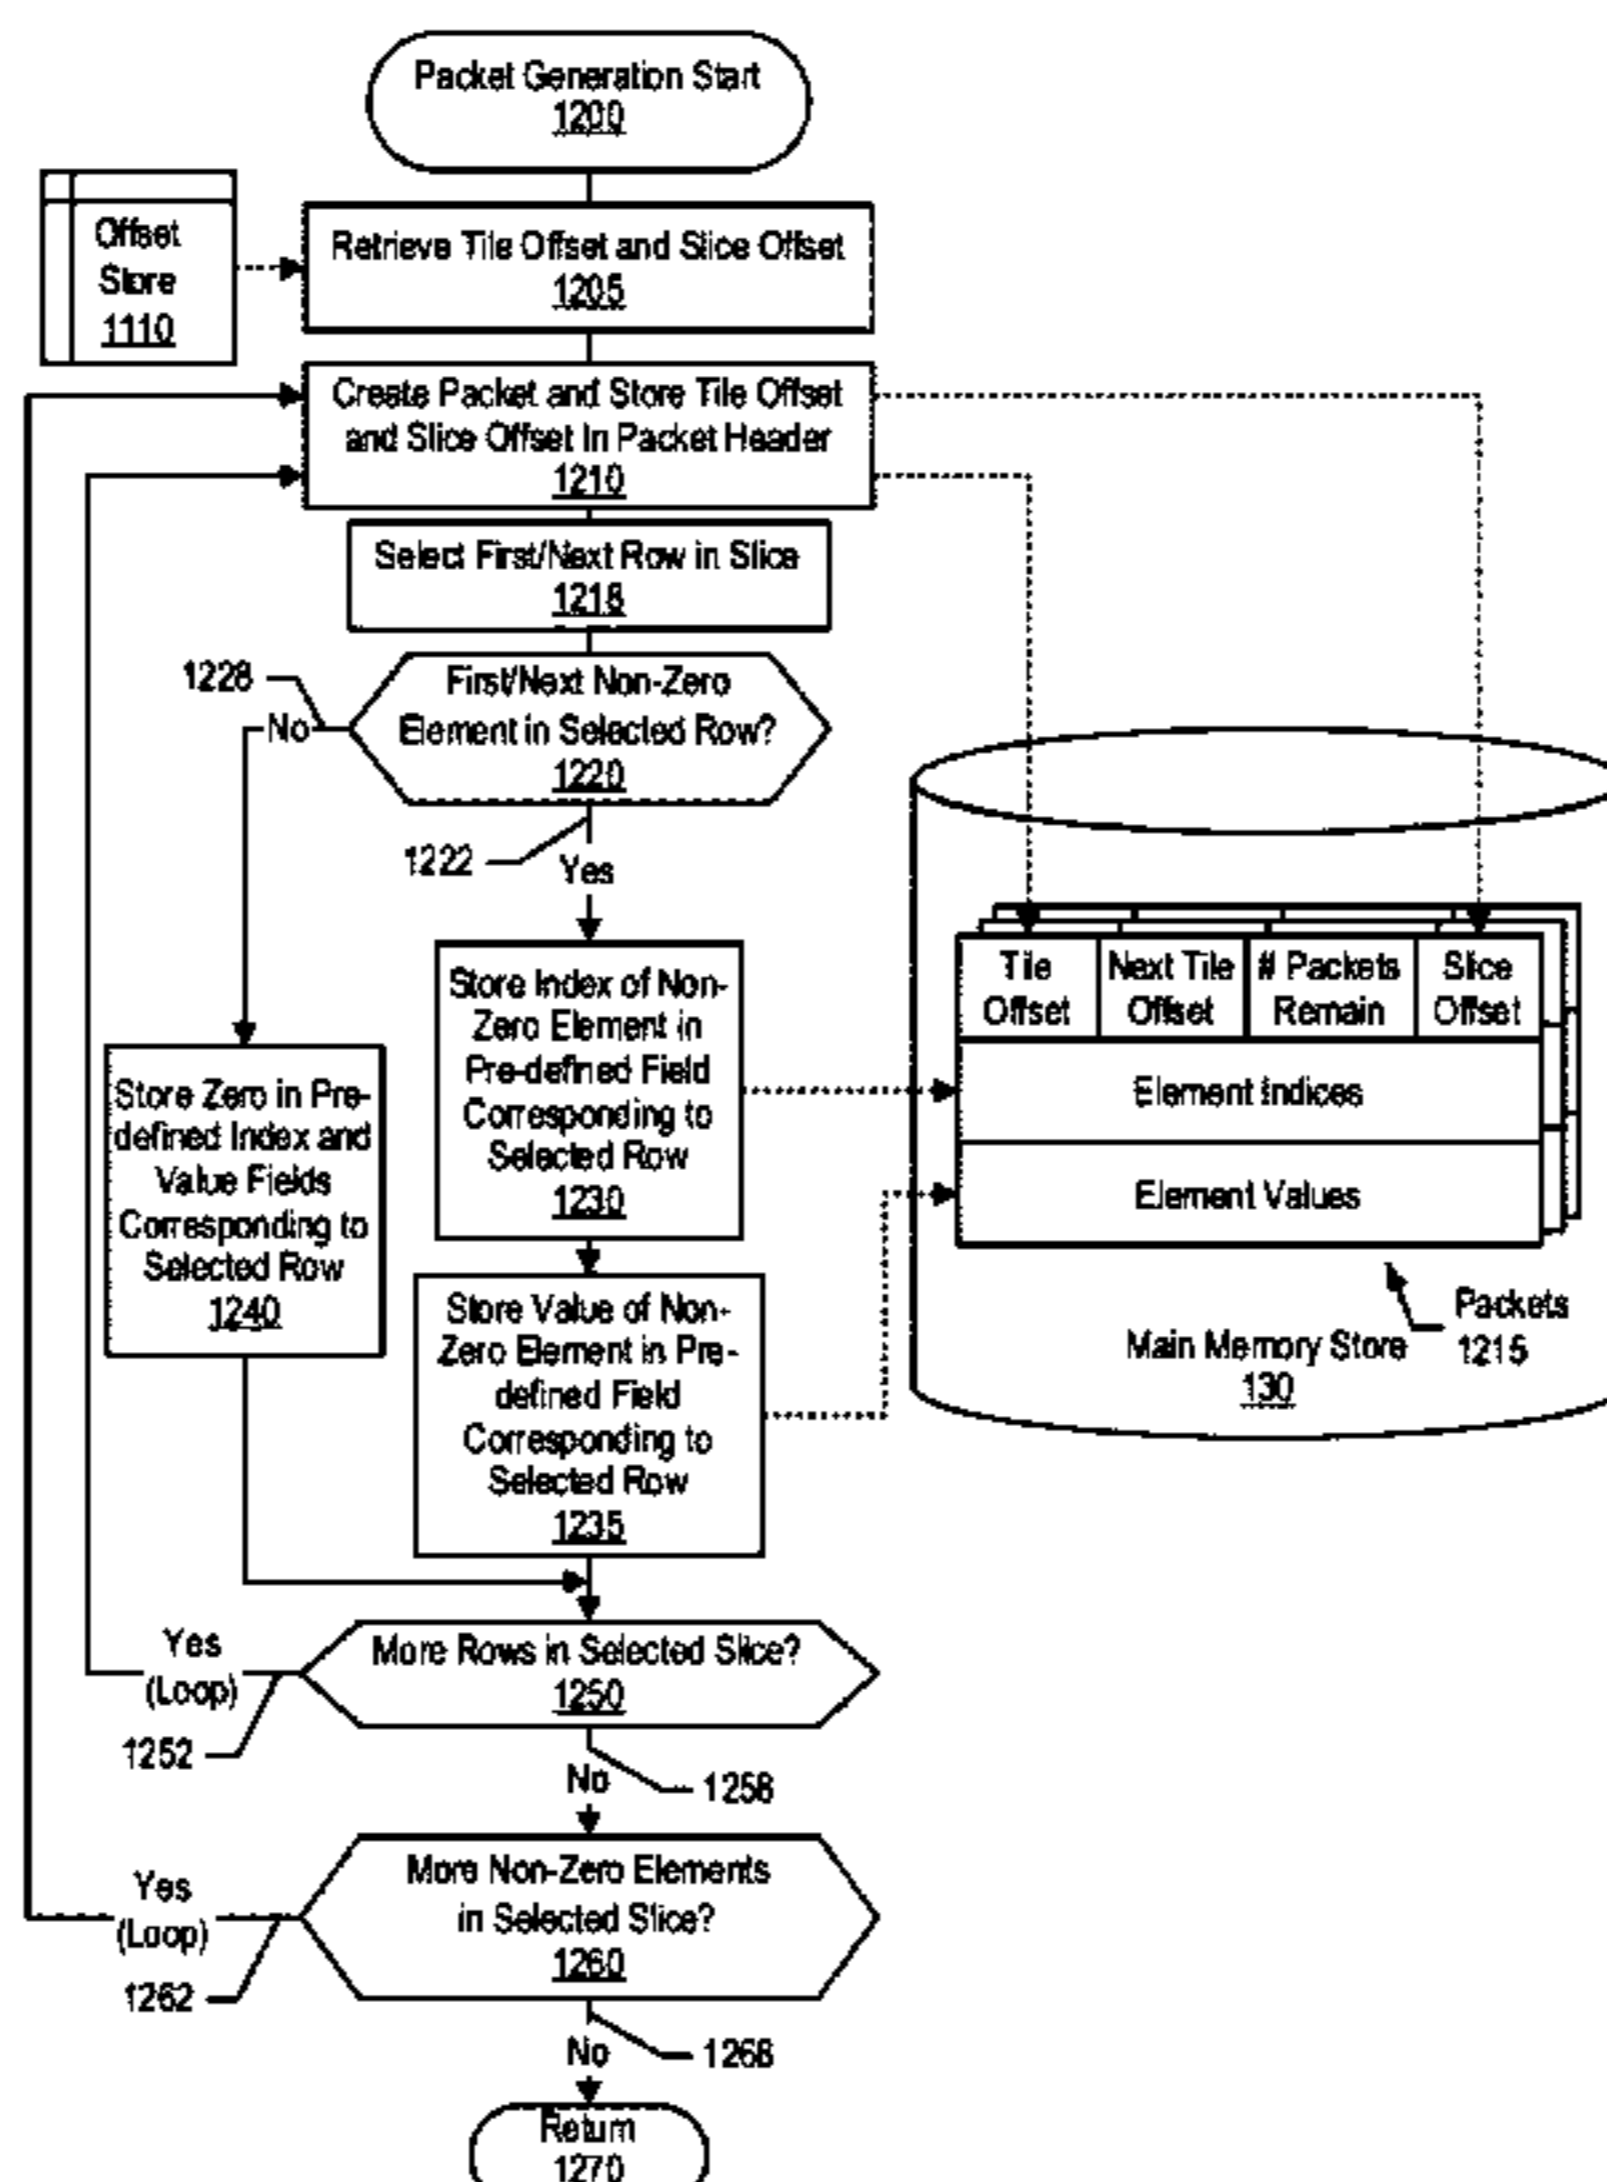 Packet Generation Start
1200
Offset
Store
1110
Retrieve Tile Offset and Slice Offset
1205
Create Packet and Store Tile Offset
and Slice Offset In Packet Header
1210
Select First/Next Row in Slice
1218
1228
No
First/Next Non-Zero
Element in Selected Row?
1220
1222
Yes
Store Zero in Pre-
defined Index and
Value Fields
Corresponding to
Selected Row
1240
Store Index of Non-
Zero Element in
Pre-defined Field
Corresponding to
Selected Row
1230
Store Value of Non-
Zero Element in Pre-
defined Field
Corresponding to
Selected Row
1235
Tile
Offset
Next Tile
Offset
# Packets
Remain
Slice
Offset
Element Indices
Element Values
Packets
1215
Main Memory Store
130
Yes
(Loop)
1252
More Rows in Selected Slice?
1250
No
1258
Yes
(Loop)
1262
More Non-Zero Elements
in Selected Slice?
1260
No
1268
Return
1270